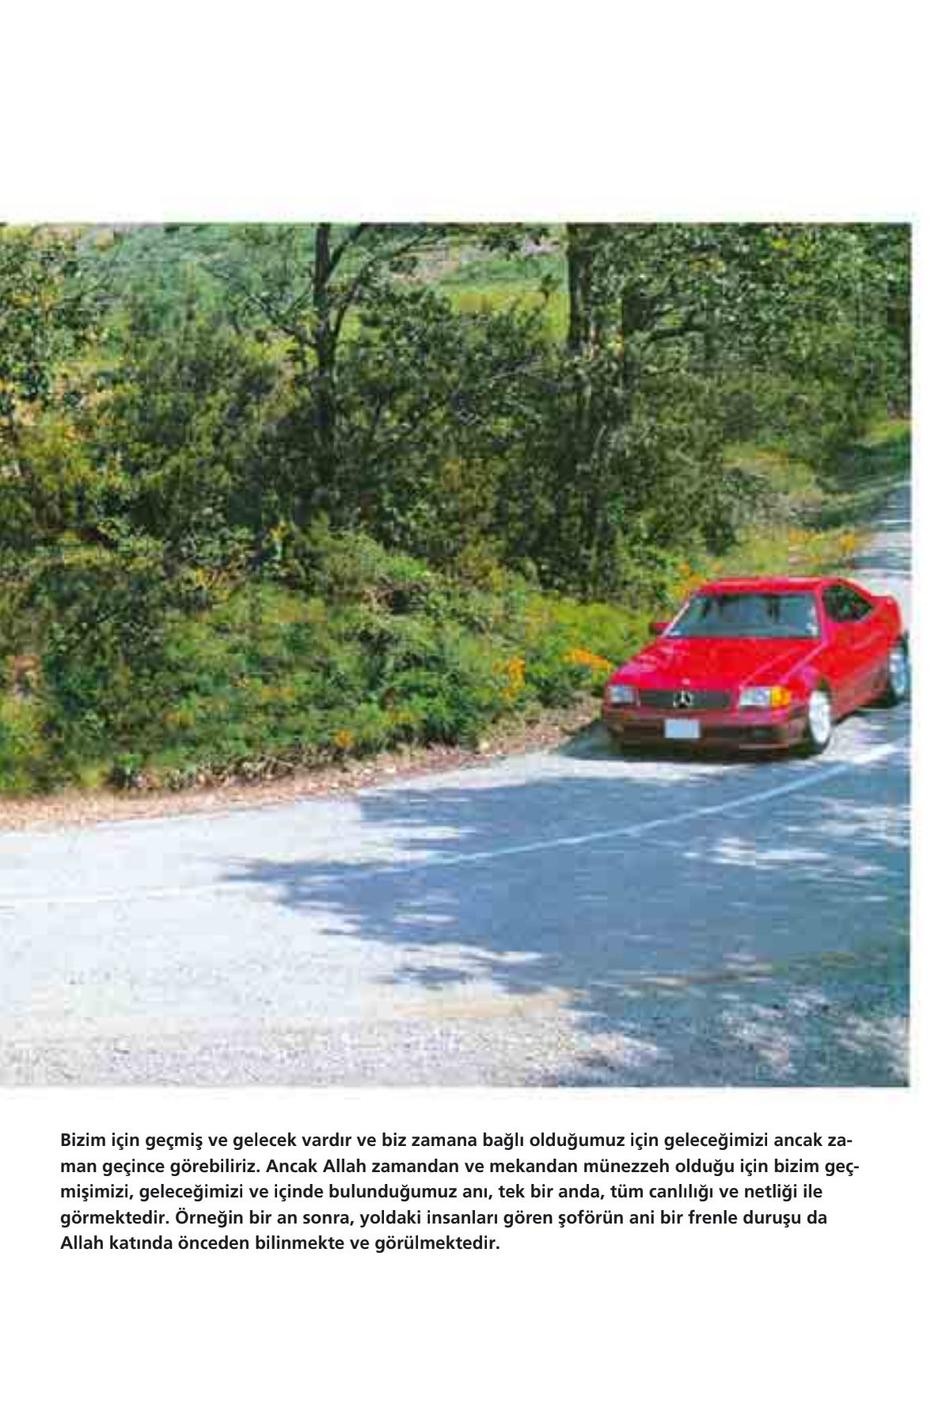 Bizim için geçmiş ve gelecek vardır ve biz zamana bağlı olduğumuz için geleceğimizi ancak za-
man geçince görebiliriz. Ancak Allah zamandan ve mekandan münezzeh olduğu için bizim geç-
mişimizi, geleceğimizi ve içinde bulunduğumuz anı, tek bir anda, tüm canlılığı ve netliği ile
görmektedir. Örneğin bir an sonra, yoldaki insanları gören şoförün ani bir frenle duruşu da
Allah katında önceden bilinmekte ve görülmektedir.